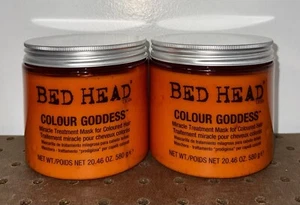 BED HEAD
COLOUR GODDESS™
Miracle Treatment Mask for Coloured Hair
Traitement miracle pour cheveux colorés
NET WT./POIDS NET 20.46 OZ. 580 g ℮
BED HEAD
COLOUR GODDESS™
Miracle Treatment Mask for Coloured Hair
Traitement miracle pour cheveux colorés
NET WT./POIDS NET 20.46 OZ. 580 g ℮